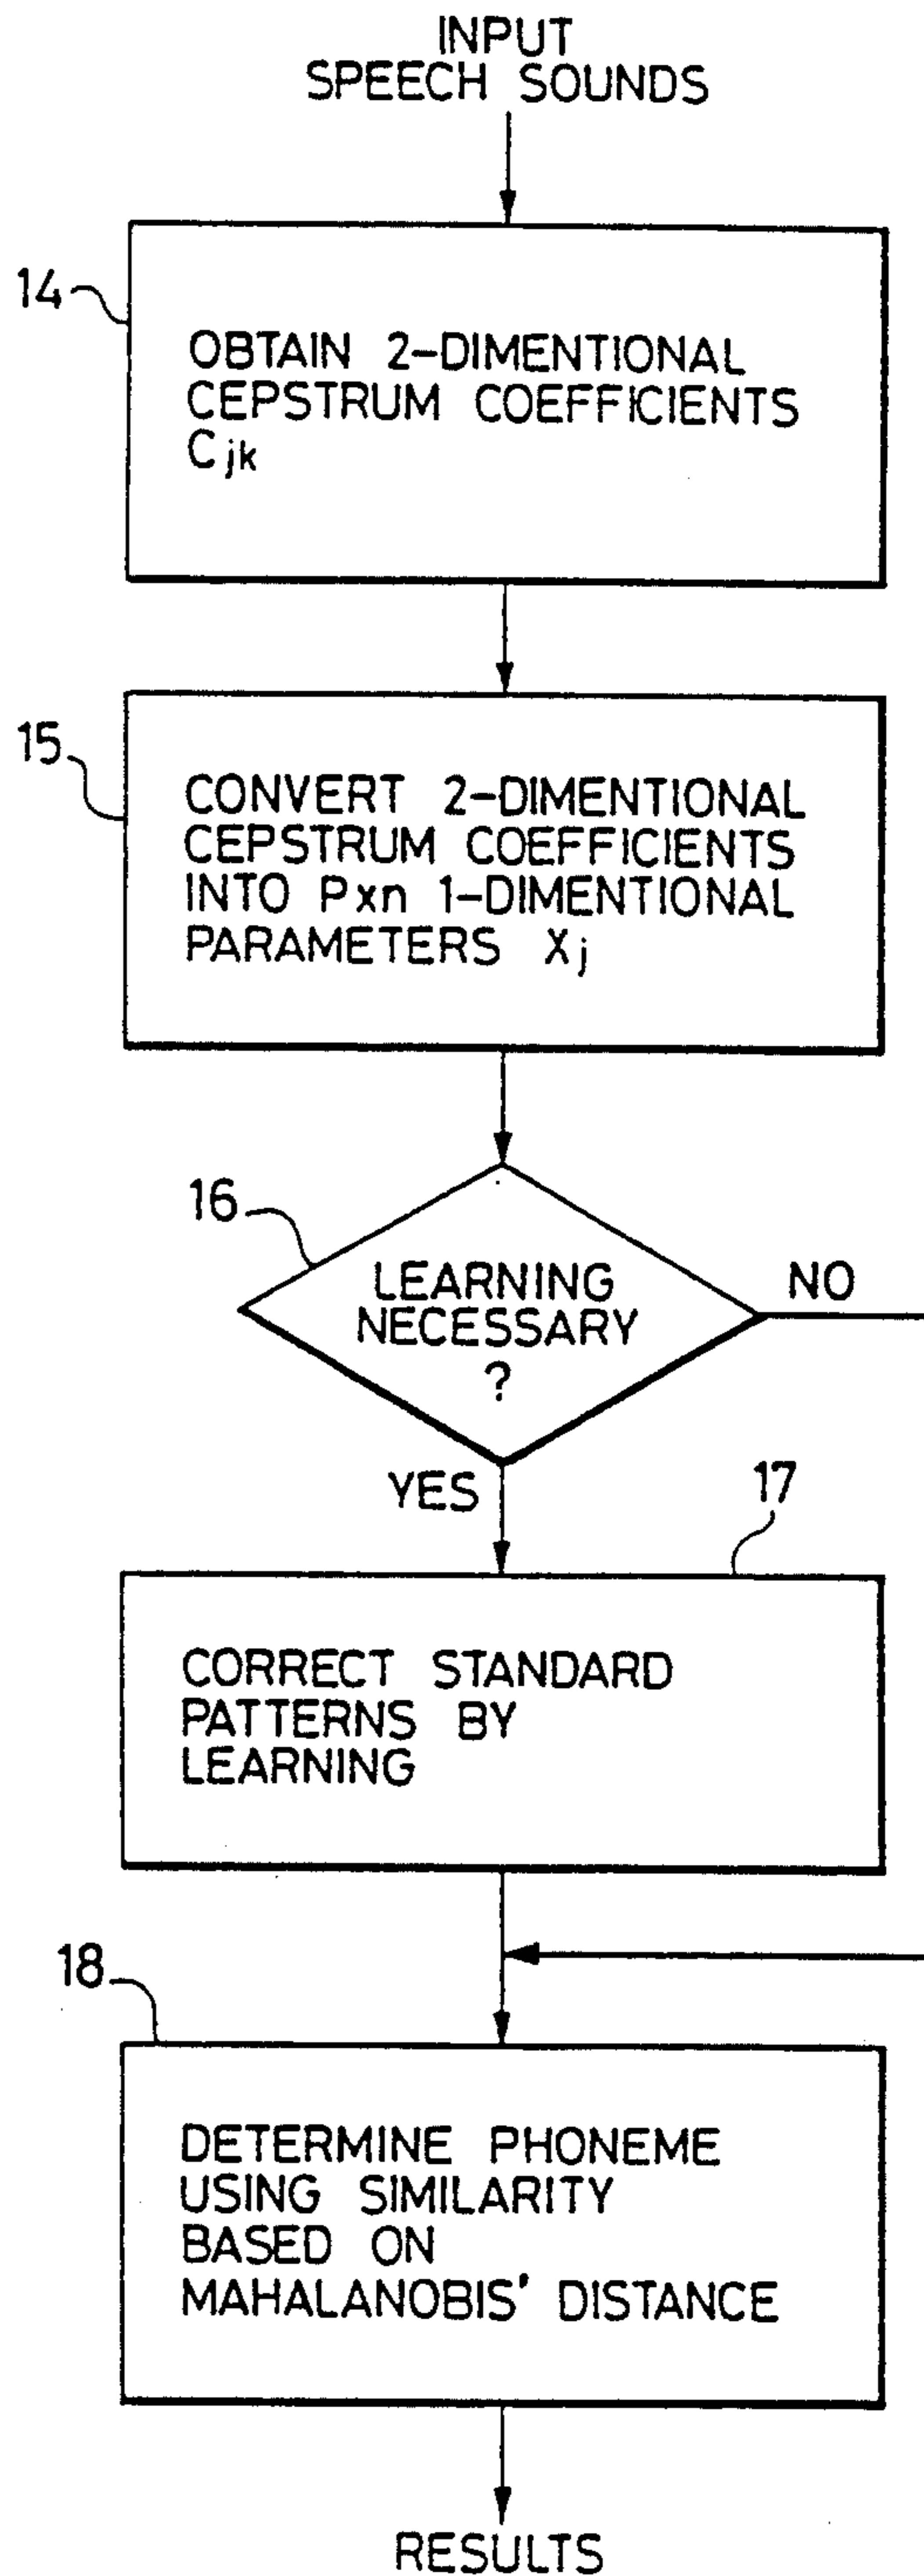 INPUT
SPEECH SOUNDS
14
OBTAIN 2-DIMENTIONAL
CEPSTRUM COEFFICIENTS
Cjk
15
CONVERT 2-DIMENTIONAL
CEPSTRUM COEFFICIENTS
INTO Pxn 1-DIMENTIONAL
PARAMETERS Xj
16
LEARNING
NECESSARY
?
NO
YES
17
CORRECT STANDARD
PATTERNS BY
LEARNING
18
DETERMINE PHONEME
USING SIMILARITY
BASED ON
MAHALANOBIS' DISTANCE
RESULTS